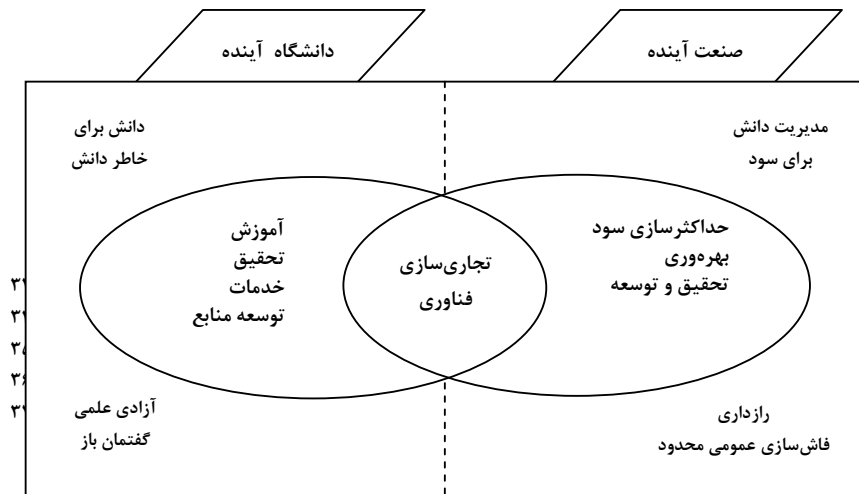 صنعت آینده
دانشگاه آینده
مدیریت دانش
برای سود
دانش برای
خاطر دانش
حداکثرسازی سود
بهره‌وری
تحقیق و توسعه
تجاری‌سازی
فناوری
آموزش
تحقیق
خدمات
توسعه منابع
رازداری
فاش‌سازی عمومی محدود
آزادی علمی
گفتمان باز